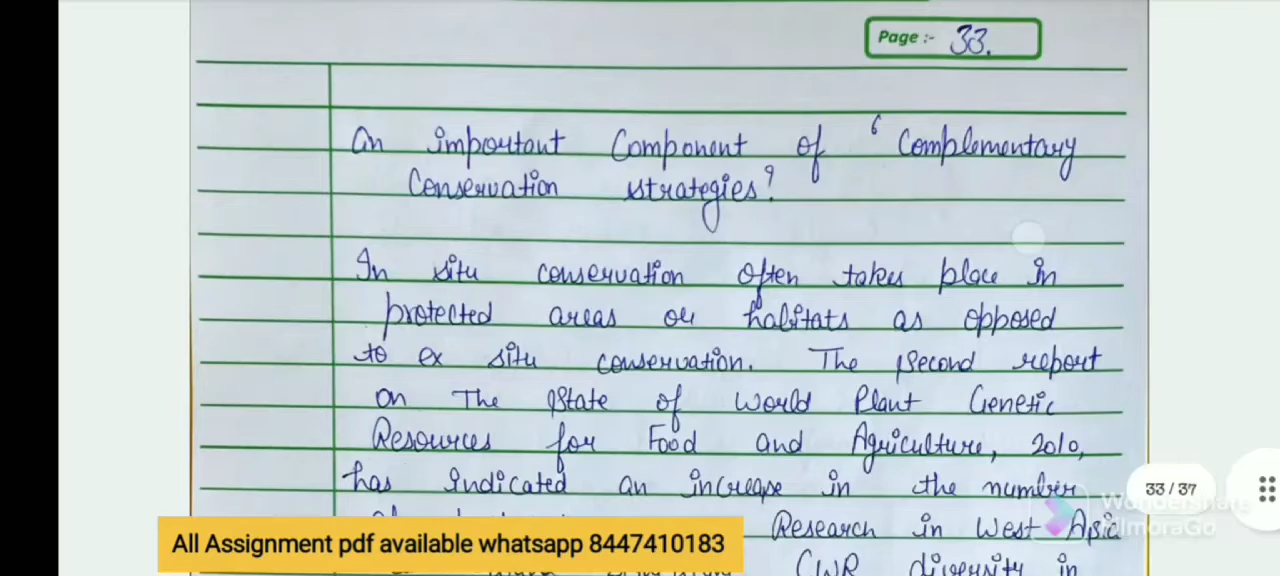 Page :- 33.
An important Component of ‘Complementary
Conservation strategies’
In situ conservation often takes place in
protected areas or habitats as opposed
to ex situ conservation. The second report
on The State of World Plant Genetic
Resources for Food and Agriculture, 2010,
has indicated an increase in the number
Research in West Asia
CWR diversity in
33 / 37
Wondershare
FilmoraGo
All Assignment pdf available whatsapp 8447410183